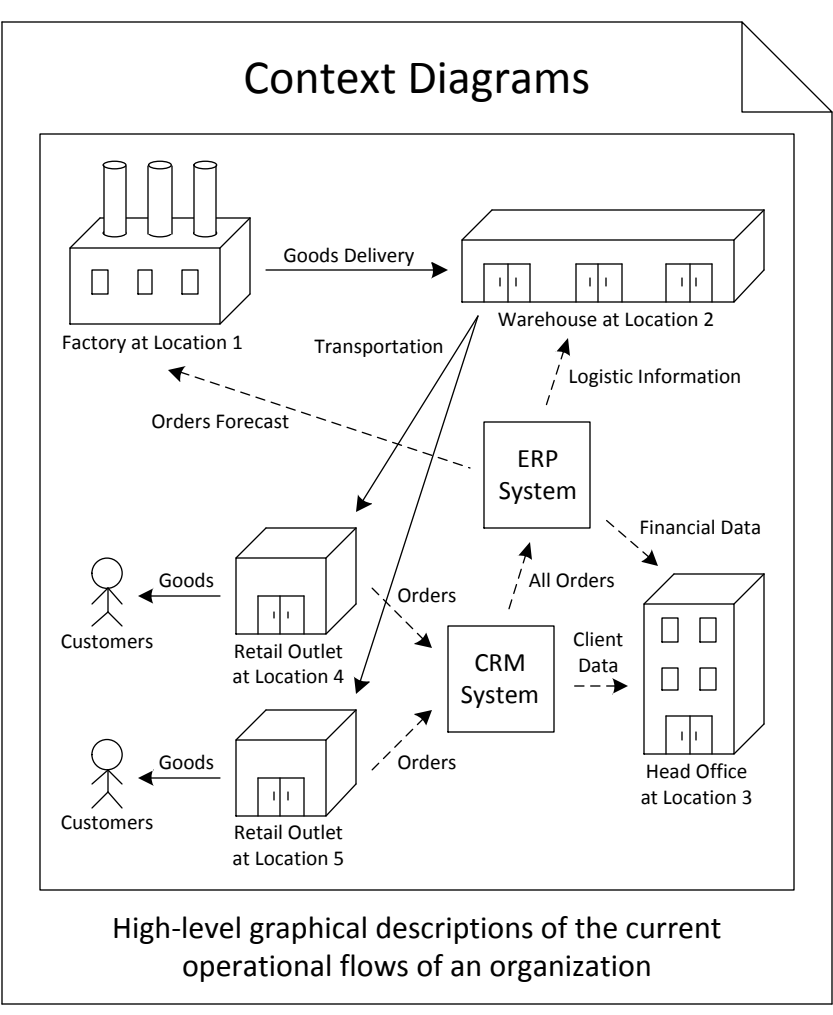 Context Diagrams
Goods Delivery
Factory at Location 1
Warehouse at Location 2
Transportation
Logistic Information
Orders Forecast
ERP
System
Financial Data
Goods
All Orders
Orders
Customers
Retail Outlet
at Location 4
CRM
System
Client
Data
Goods
Orders
Head Office
at Location 3
Customers
Retail Outlet
at Location 5
High-level graphical descriptions of the current
operational flows of an organization